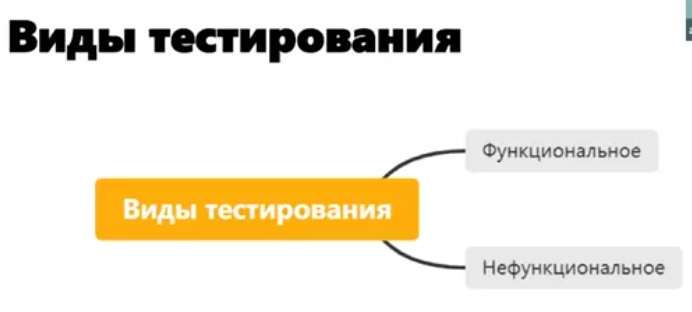 Виды тестирования
Функциональное
Виды тестирования
Нефункциональное